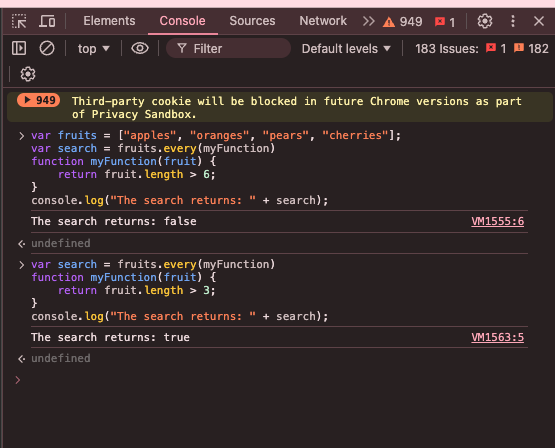 Elements Console Sources Network 949 1
top Filter Default levels 183 Issues: 1 182
949 Third-party cookie will be blocked in future Chrome versions as part
of Privacy Sandbox.
var fruits = ["apples", "oranges", "pears", "cherries"];
var search = fruits.every(myFunction)
function myFunction(fruit) {
    return fruit.length > 6;
}
console.log("The search returns: " + search);
The search returns: false VM1555:6
undefined
var search = fruits.every(myFunction)
function myFunction(fruit) {
    return fruit.length > 3;
}
console.log("The search returns: " + search);
The search returns: true VM1563:5
undefined